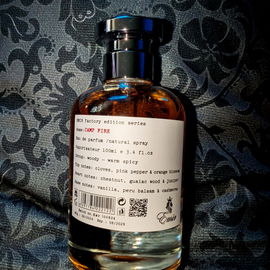 Factory edition series
Name: CAMP FIRE
Eau de parfum /natural spray
Vaporisateur 100ml e 3.4 fl.oz
Group: woody - warm spicy
Top notes: cloves, pink pepper & orange blossom
Heart notes: chestnut, guaiac wood & juniper
Base notes: vanilla, peru balsam & cashmeran